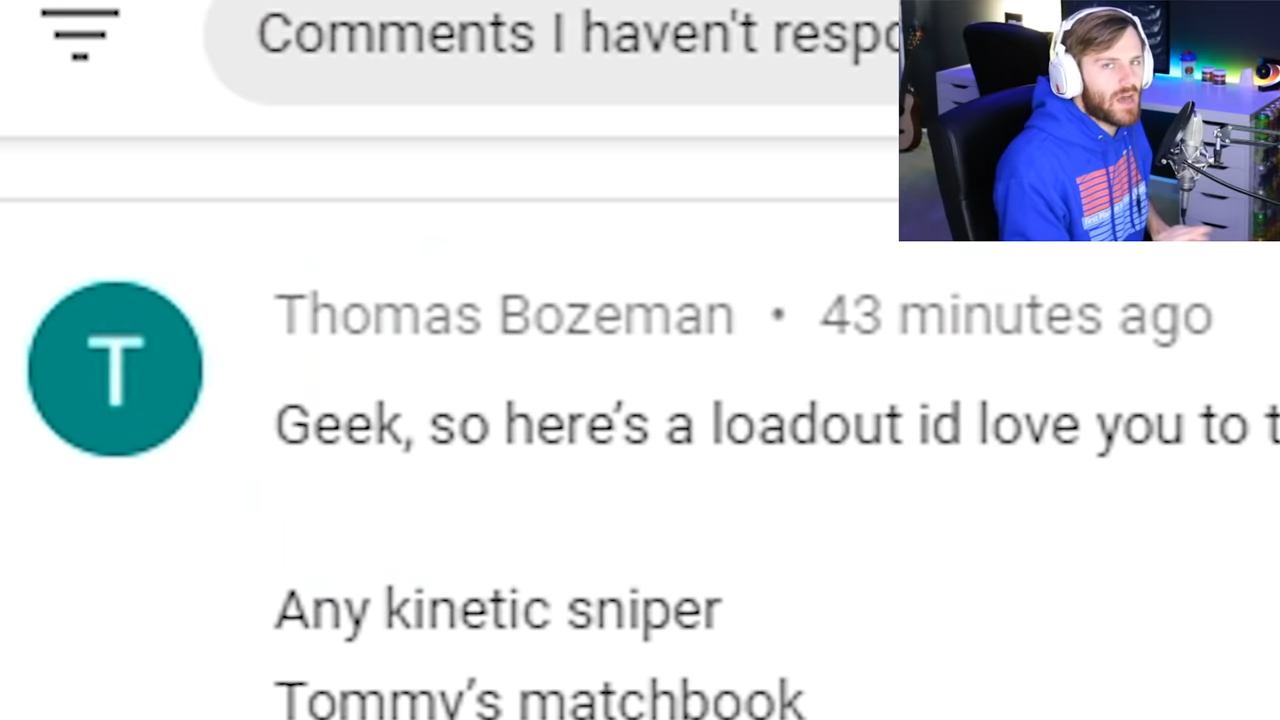 Comments I haven't respo
Thomas Bozeman • 43 minutes ago
T
Geek, so here’s a loadout id love you to t
Any kinetic sniper
Tommy’s matchbook